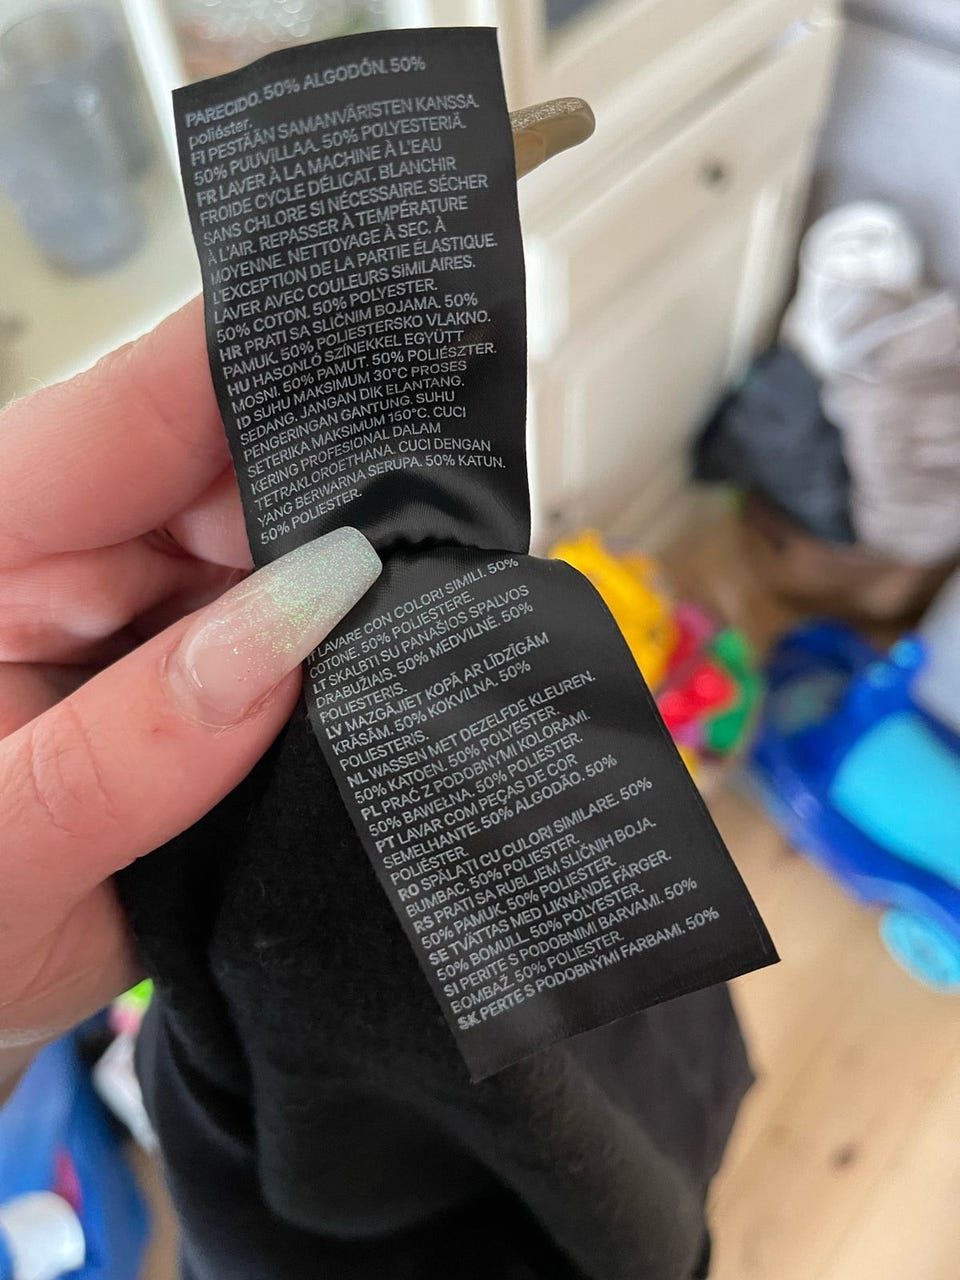 PARECIDO. 50% ALGODÓN. 50%
poliéster.
FI PESTÄÄN SAMANVÄRISTEN KANSSA.
50% PUUVILLAA. 50% POLYESTERIÄ.
FR LAVER À LA MACHINE À L'EAU
FROIDE CYCLE DÉLICAT. BLANCHIR
SANS CHLORE SI NÉCESSAIRE. SÉCHER
À L'AIR. REPASSER À TEMPÉRATURE
MOYENNE. NETTOYAGE À SEC, À
L'EXCEPTION DE LA PARTIE ÉLASTIQUE.
LAVER AVEC COULEURS SIMILAIRES.
50% COTON. 50% POLYESTER.
HR PRATI SA SLIČNIM BOJAMA. 50%
PAMUK. 50% POLIESTERSKO VLAKNO.
HU HASONLÓ SZÍNEKKEL EGYÜTT
MOSNI. 50% PAMUT. 50% POLIÉSZTER.
ID SUHU MAKSIMUM 30°C PROSES
SEDANG. JANGAN DIK ELANTANG.
PENGERINGAN GANTUNG. SUHU
SETERIKA MAKSIMUM 150°C. CUCI
KERING PROFESIONAL DALAM
TETRAKLOROETHANA. CUCI DENGAN
YANG BERWARNA SERUPA. 50% KATUN.
50% POLIESTER.
IT LAVARE CON COLORI SIMILI. 50%
COTONE. 50% POLIESTERE.
LT SKALBTI SU PANAŠIOS SPALVOS
DRABUŽIAIS. 50% MEDVILNĖ. 50%
POLIESTERIS.
LV MAZGĀJIET KOPĀ AR LĪDZĪGĀM
KRĀSĀM. 50% KOKVILNA. 50%
POLIESTERIS.
NL WASSEN MET DEZELFDE KLEUREN.
50% KATOEN. 50% POLYESTER.
PL PRAĆ Z PODOBNYMI KOLORAMI.
50% BAWEŁNA. 50% POLIESTER.
PT LAVAR COM PEÇAS DE COR
SEMELHANTE. 50% ALGODÃO. 50%
POLIÉSTER.
RO SPĂLAȚI CU CULORI SIMILARE. 50%
BUMBAC. 50% POLIESTER.
RS PRATI SA RUBLJEM SLIČNIH BOJA.
50% PAMUK. 50% POLIESTER.
SE TVÄTTAS MED LIKNANDE FÄRGER.
50% BOMULL. 50% POLYESTER.
SI PERITE S PODOBNIMI BARVAMI. 50%
BOMBAŽ. 50% POLIESTER.
SK PERTE S PODOBNÝMI FARBAMI. 50%